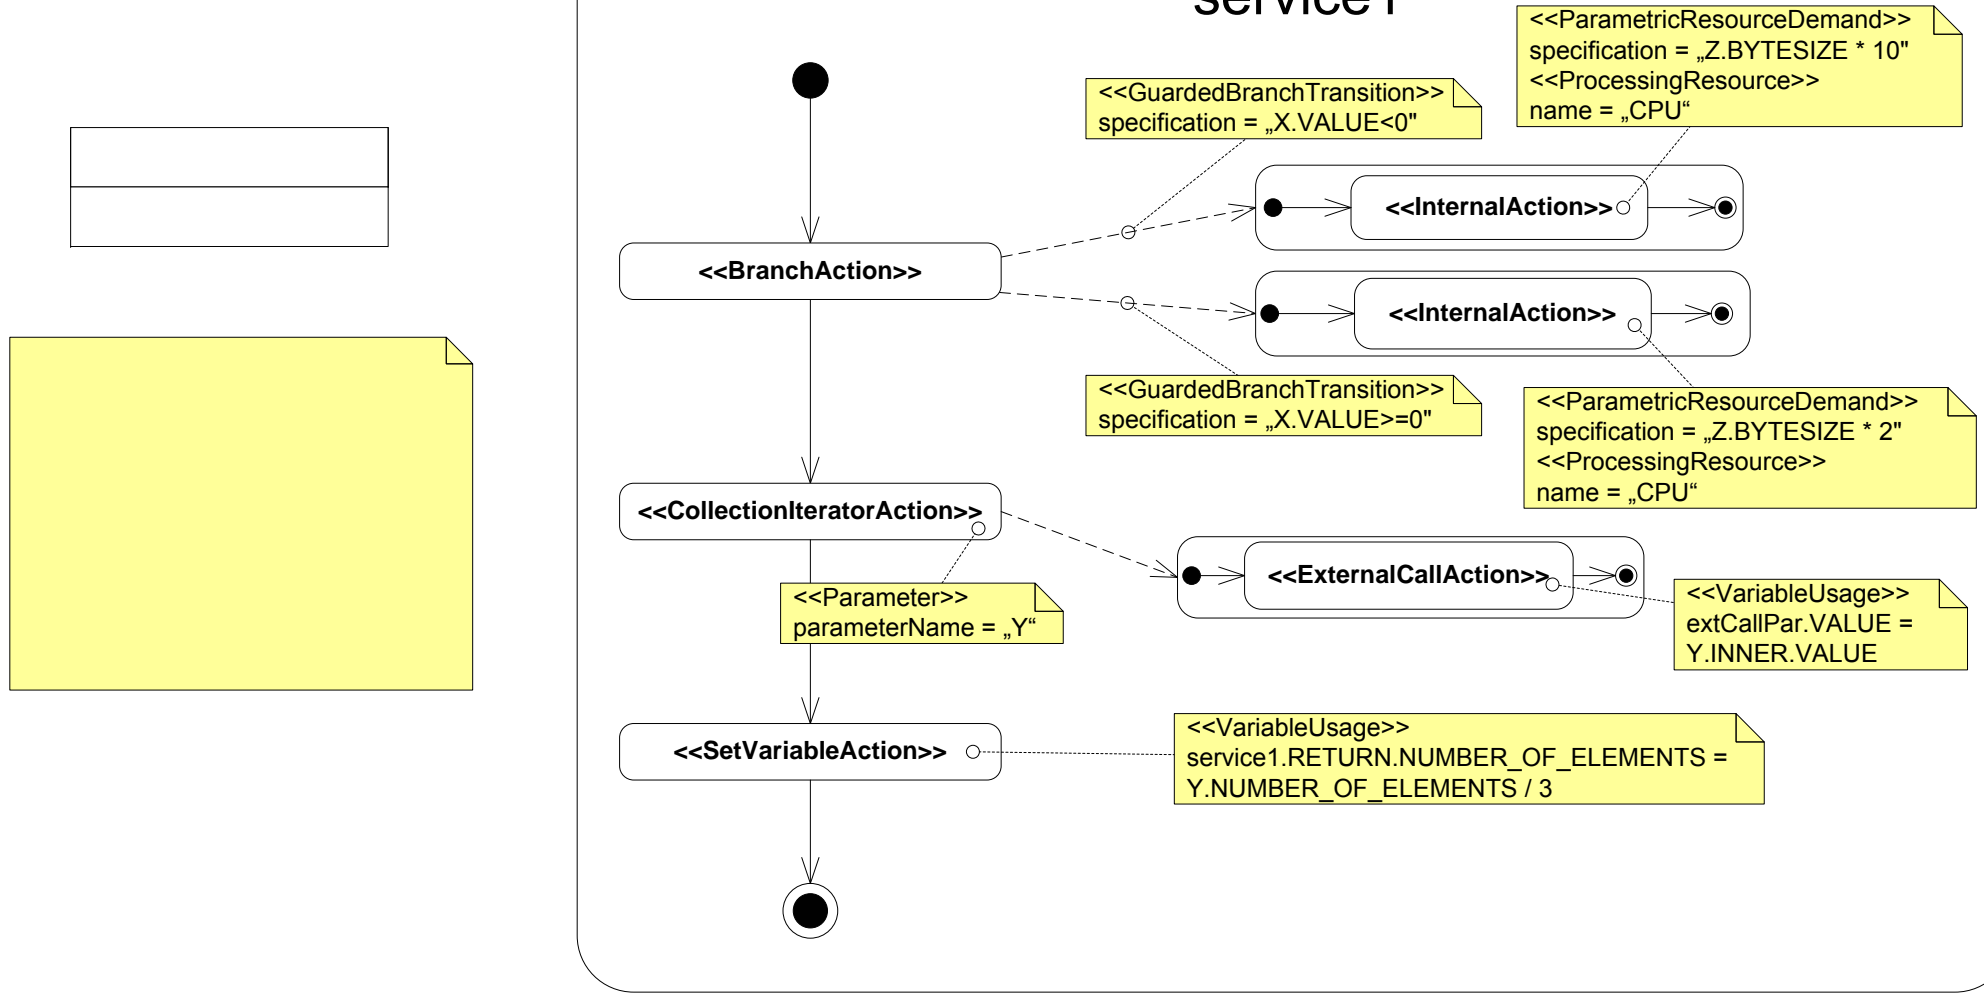 service1
<<ParametricResourceDemand>>
specification = „Z.BYTESIZE * 10"
<<ProcessingResource>>
name = „CPU“
<<GuardedBranchTransition>>
specification = „X.VALUE<0"
<<InternalAction>>
<<BranchAction>>
<<InternalAction>>
<<GuardedBranchTransition>>
specification = „X.VALUE>=0"
<<ParametricResourceDemand>>
specification = „Z.BYTESIZE * 2"
<<ProcessingResource>>
name = „CPU“
<<CollectionIteratorAction>>
<<ExternalCallAction>>
<<Parameter>>
parameterName = „Y“
<<VariableUsage>>
extCallPar.VALUE =
Y.INNER.VALUE
<<SetVariableAction>>
<<VariableUsage>>
service1.RETURN.NUMBER_OF_ELEMENTS =
Y.NUMBER_OF_ELEMENTS / 3